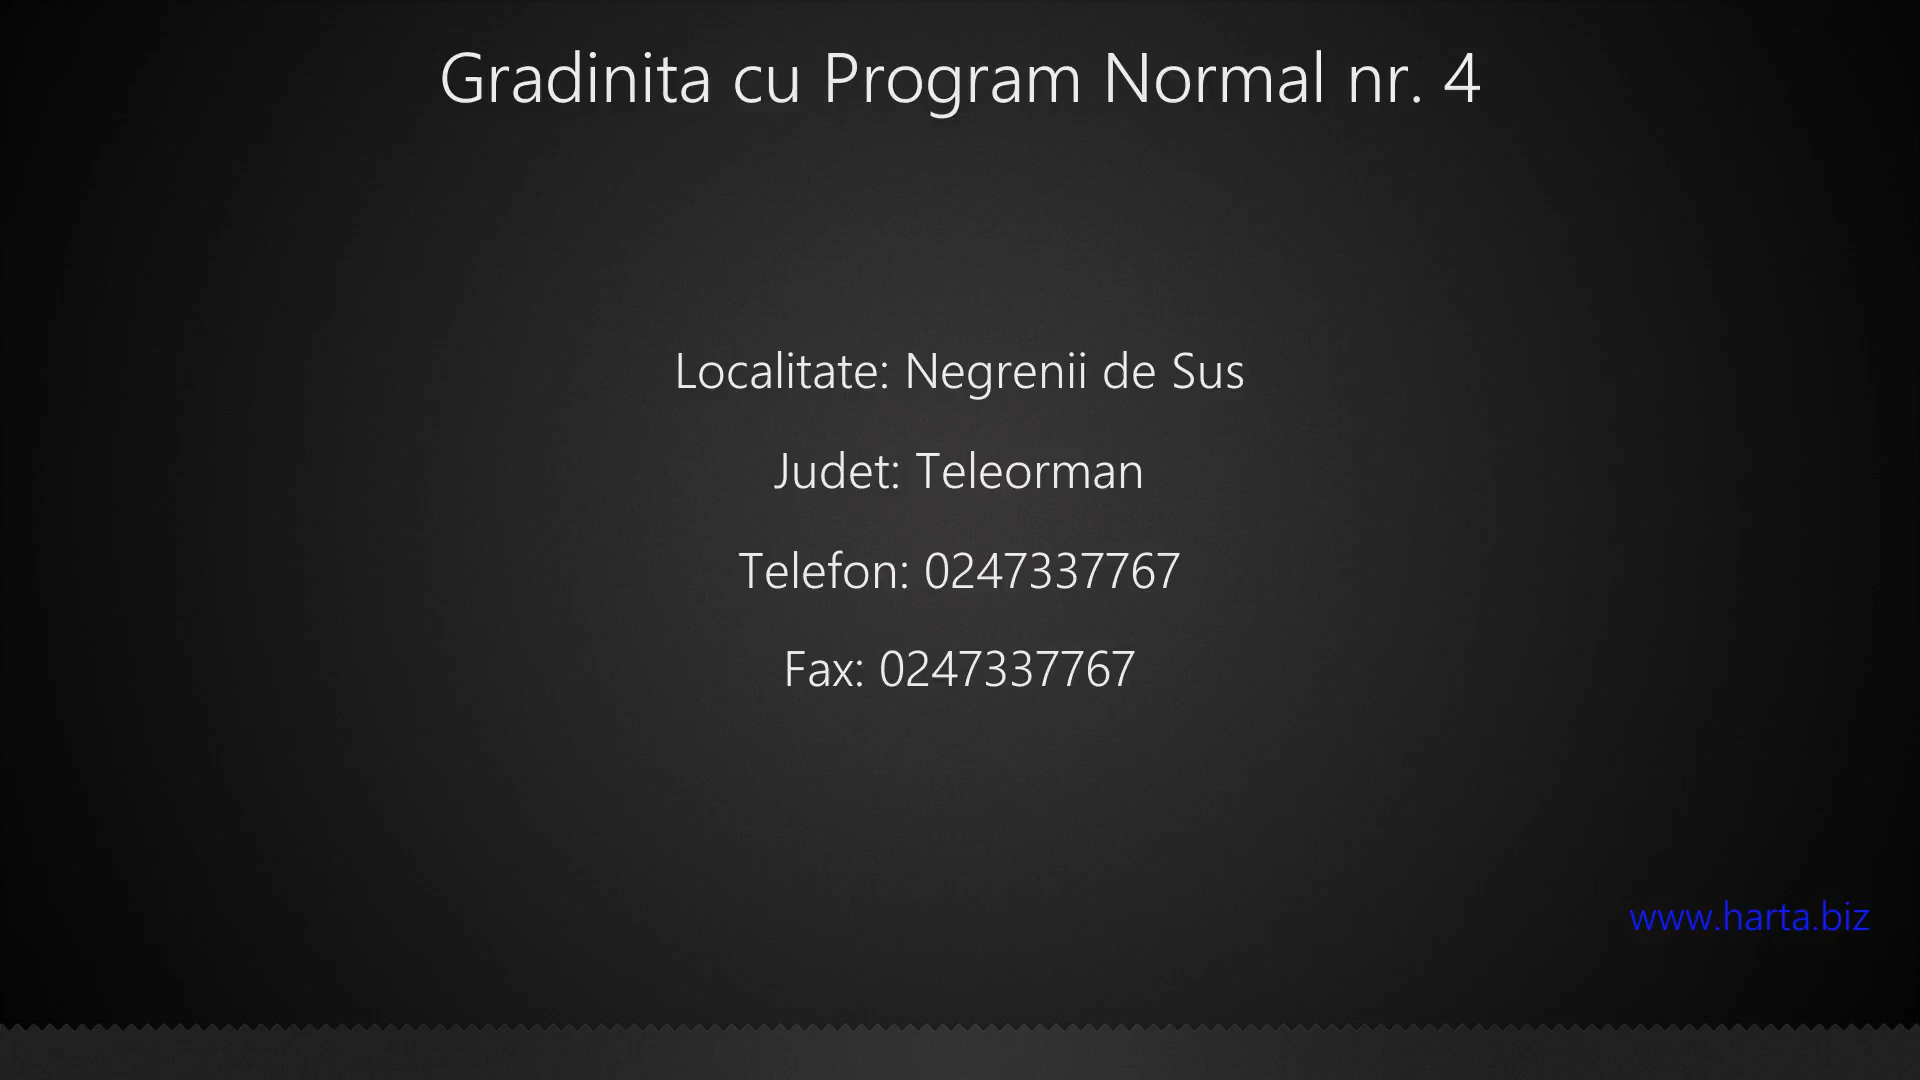 Gradinita cu Program Normal nr. 4
Localitate: Negrenii de Sus
Judet: Teleorman
Telefon: 0247337767
Fax: 0247337767
www.harta.biz